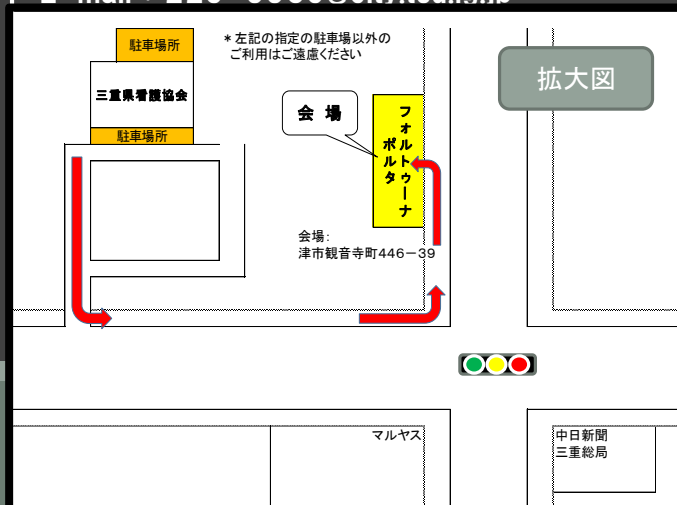 駐車場所
三重県看護協会
駐車場所
*左記の指定の駐車場以外の
ご利用はご遠慮ください
拡大図
会 場
フォルトゥーナ
ポルタ
会場:
津市観音寺町446-39
マルヤス
中日新聞
三重総局